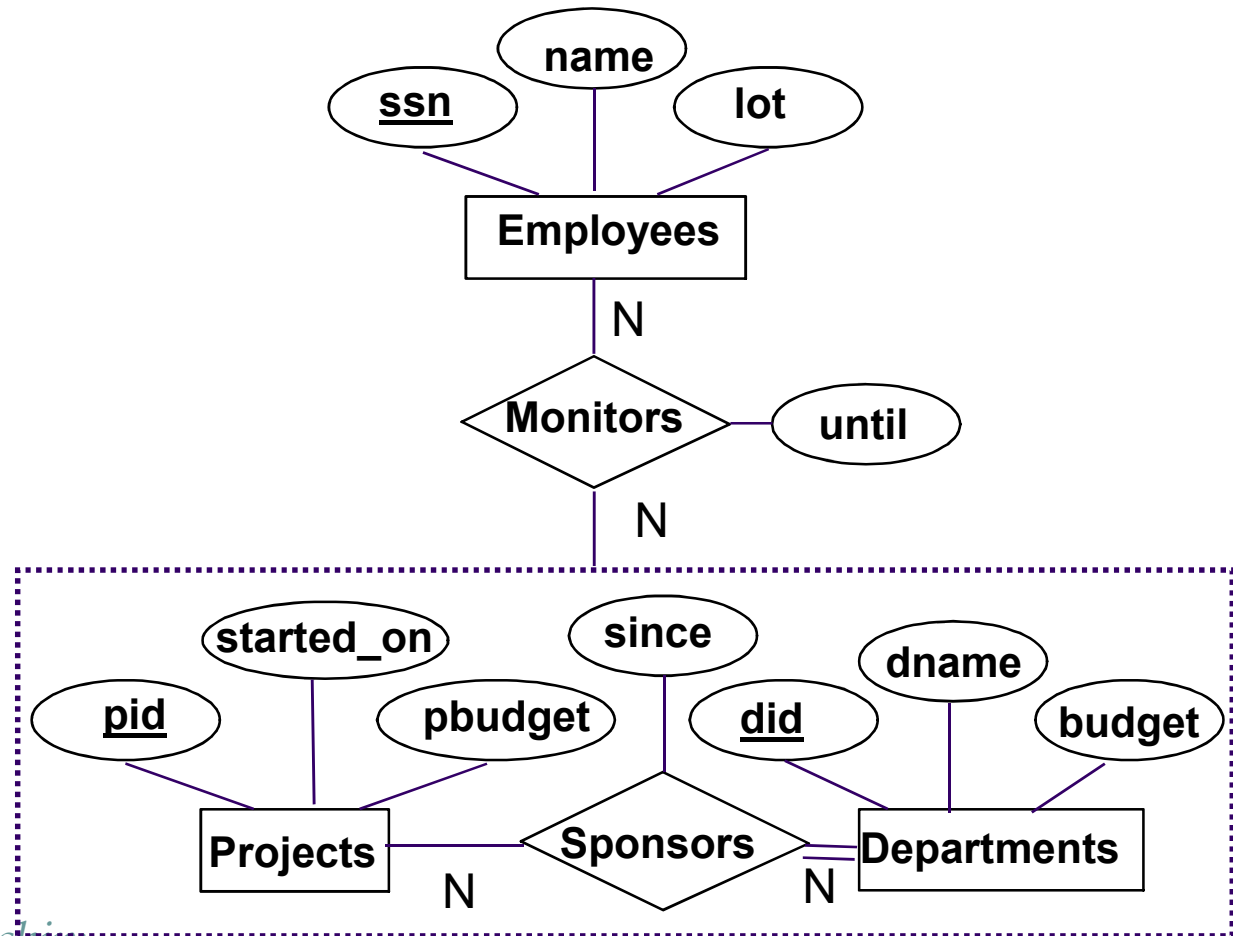 name
ssn
lot
Employees
N
Monitors
until
N
started_on
since
dname
pid
pbudget
did
budget
Projects
Sponsors
Departments
N
N